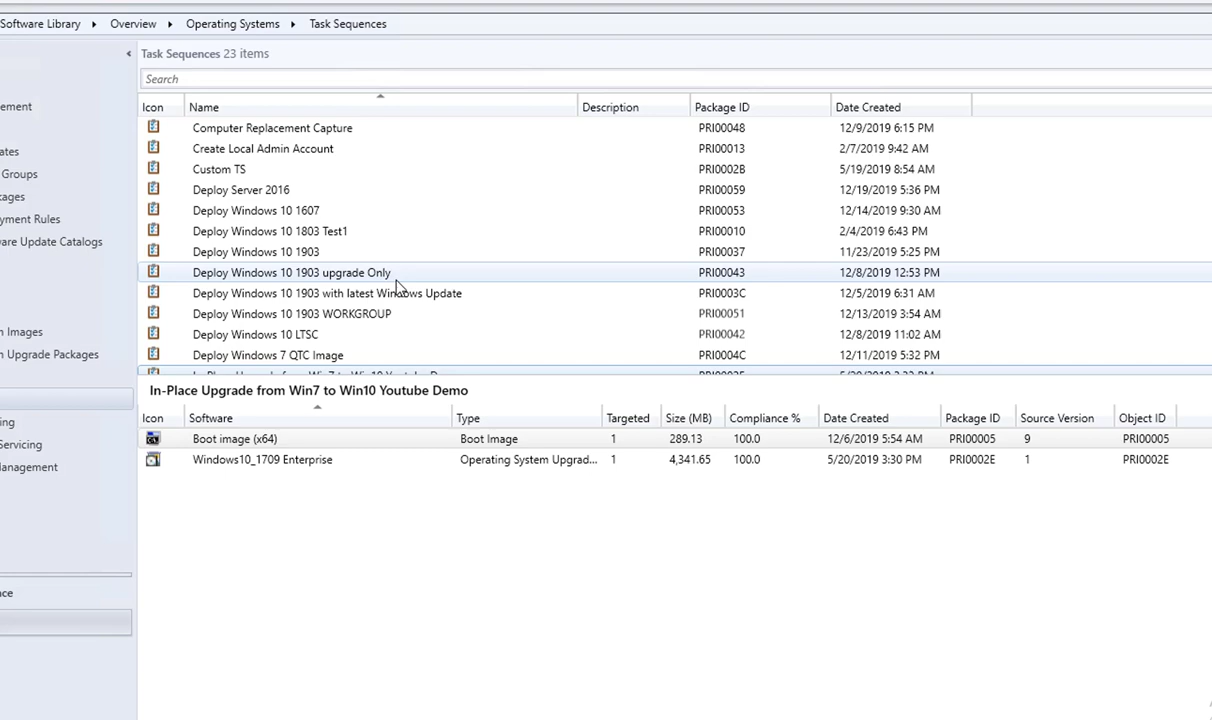 Software Library ▸ Overview ▸ Operating Systems ▸ Task Sequences
Task Sequences 23 items
Search
Icon Name Description Package ID Date Created
Computer Replacement Capture PRI00048 12/9/2019 6:15 PM
Create Local Admin Account PRI00013 2/7/2019 9:42 AM
Custom TS PRI0002B 5/19/2019 8:54 AM
Deploy Server 2016 PRI00059 12/19/2019 5:36 PM
Deploy Windows 10 1607 PRI00053 12/14/2019 9:30 AM
Deploy Windows 10 1803 Test1 PRI00010 2/4/2019 6:43 PM
Deploy Windows 10 1903 PRI00037 11/23/2019 5:25 PM
Deploy Windows 10 1903 upgrade Only PRI00043 12/8/2019 12:53 PM
Deploy Windows 10 1903 with latest Windows Update PRI0003C 12/5/2019 6:31 AM
Deploy Windows 10 1903 WORKGROUP PRI00051 12/13/2019 3:54 AM
Deploy Windows 10 LTSC PRI00042 12/8/2019 11:02 AM
Deploy Windows 7 QTC Image PRI0004C 12/11/2019 5:32 PM
ement
ates
Groups
ages
yment Rules
are Update Catalogs
n Images
n Upgrade Packages
ing
Servicing
Management
nce
In-Place Upgrade from Win7 to Win10 Youtube Demo
Icon Software Type Targeted Size (MB) Compliance % Date Created Package ID Source Version Object ID
Boot image (x64) Boot Image 1 289.13 100.0 12/6/2019 5:54 AM PRI00005 9 PRI00005
Windows10_1709 Enterprise Operating System Upgrad... 1 4,341.65 100.0 5/20/2019 3:30 PM PRI0002E 1 PRI0002E